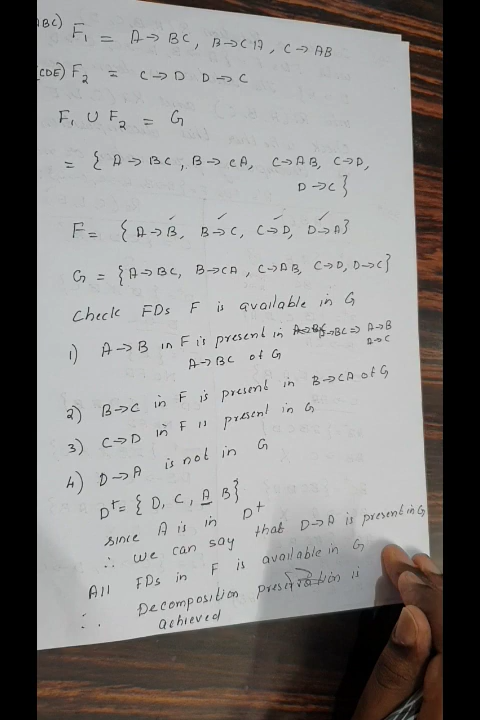 ABC) F₁ = A→BC, B→CA, C→AB
(CDE) F₂ = C→D D→C
F₁ ∪ F₂ = G
= { A→BC, B→CA, C→AB, C→D,
D→C}
F = {A→B, B→C, C→D, D→A}
G = {A→BC, B→CA, C→AB, C→D, D→C}
Check FDs F is available in G
1) A→B in F is present in A→BC ⇒ A→B
A→BC of G A→C
2) B→C in F is present in B→CA of G
3) C→D in F is present in G
4) D→A is not in G
D⁺= {D, C, A B}
since A is in D⁺
∴ we can say that D→A is present in G
All FDs in F is available in G
∴ Decomposition is
achieved